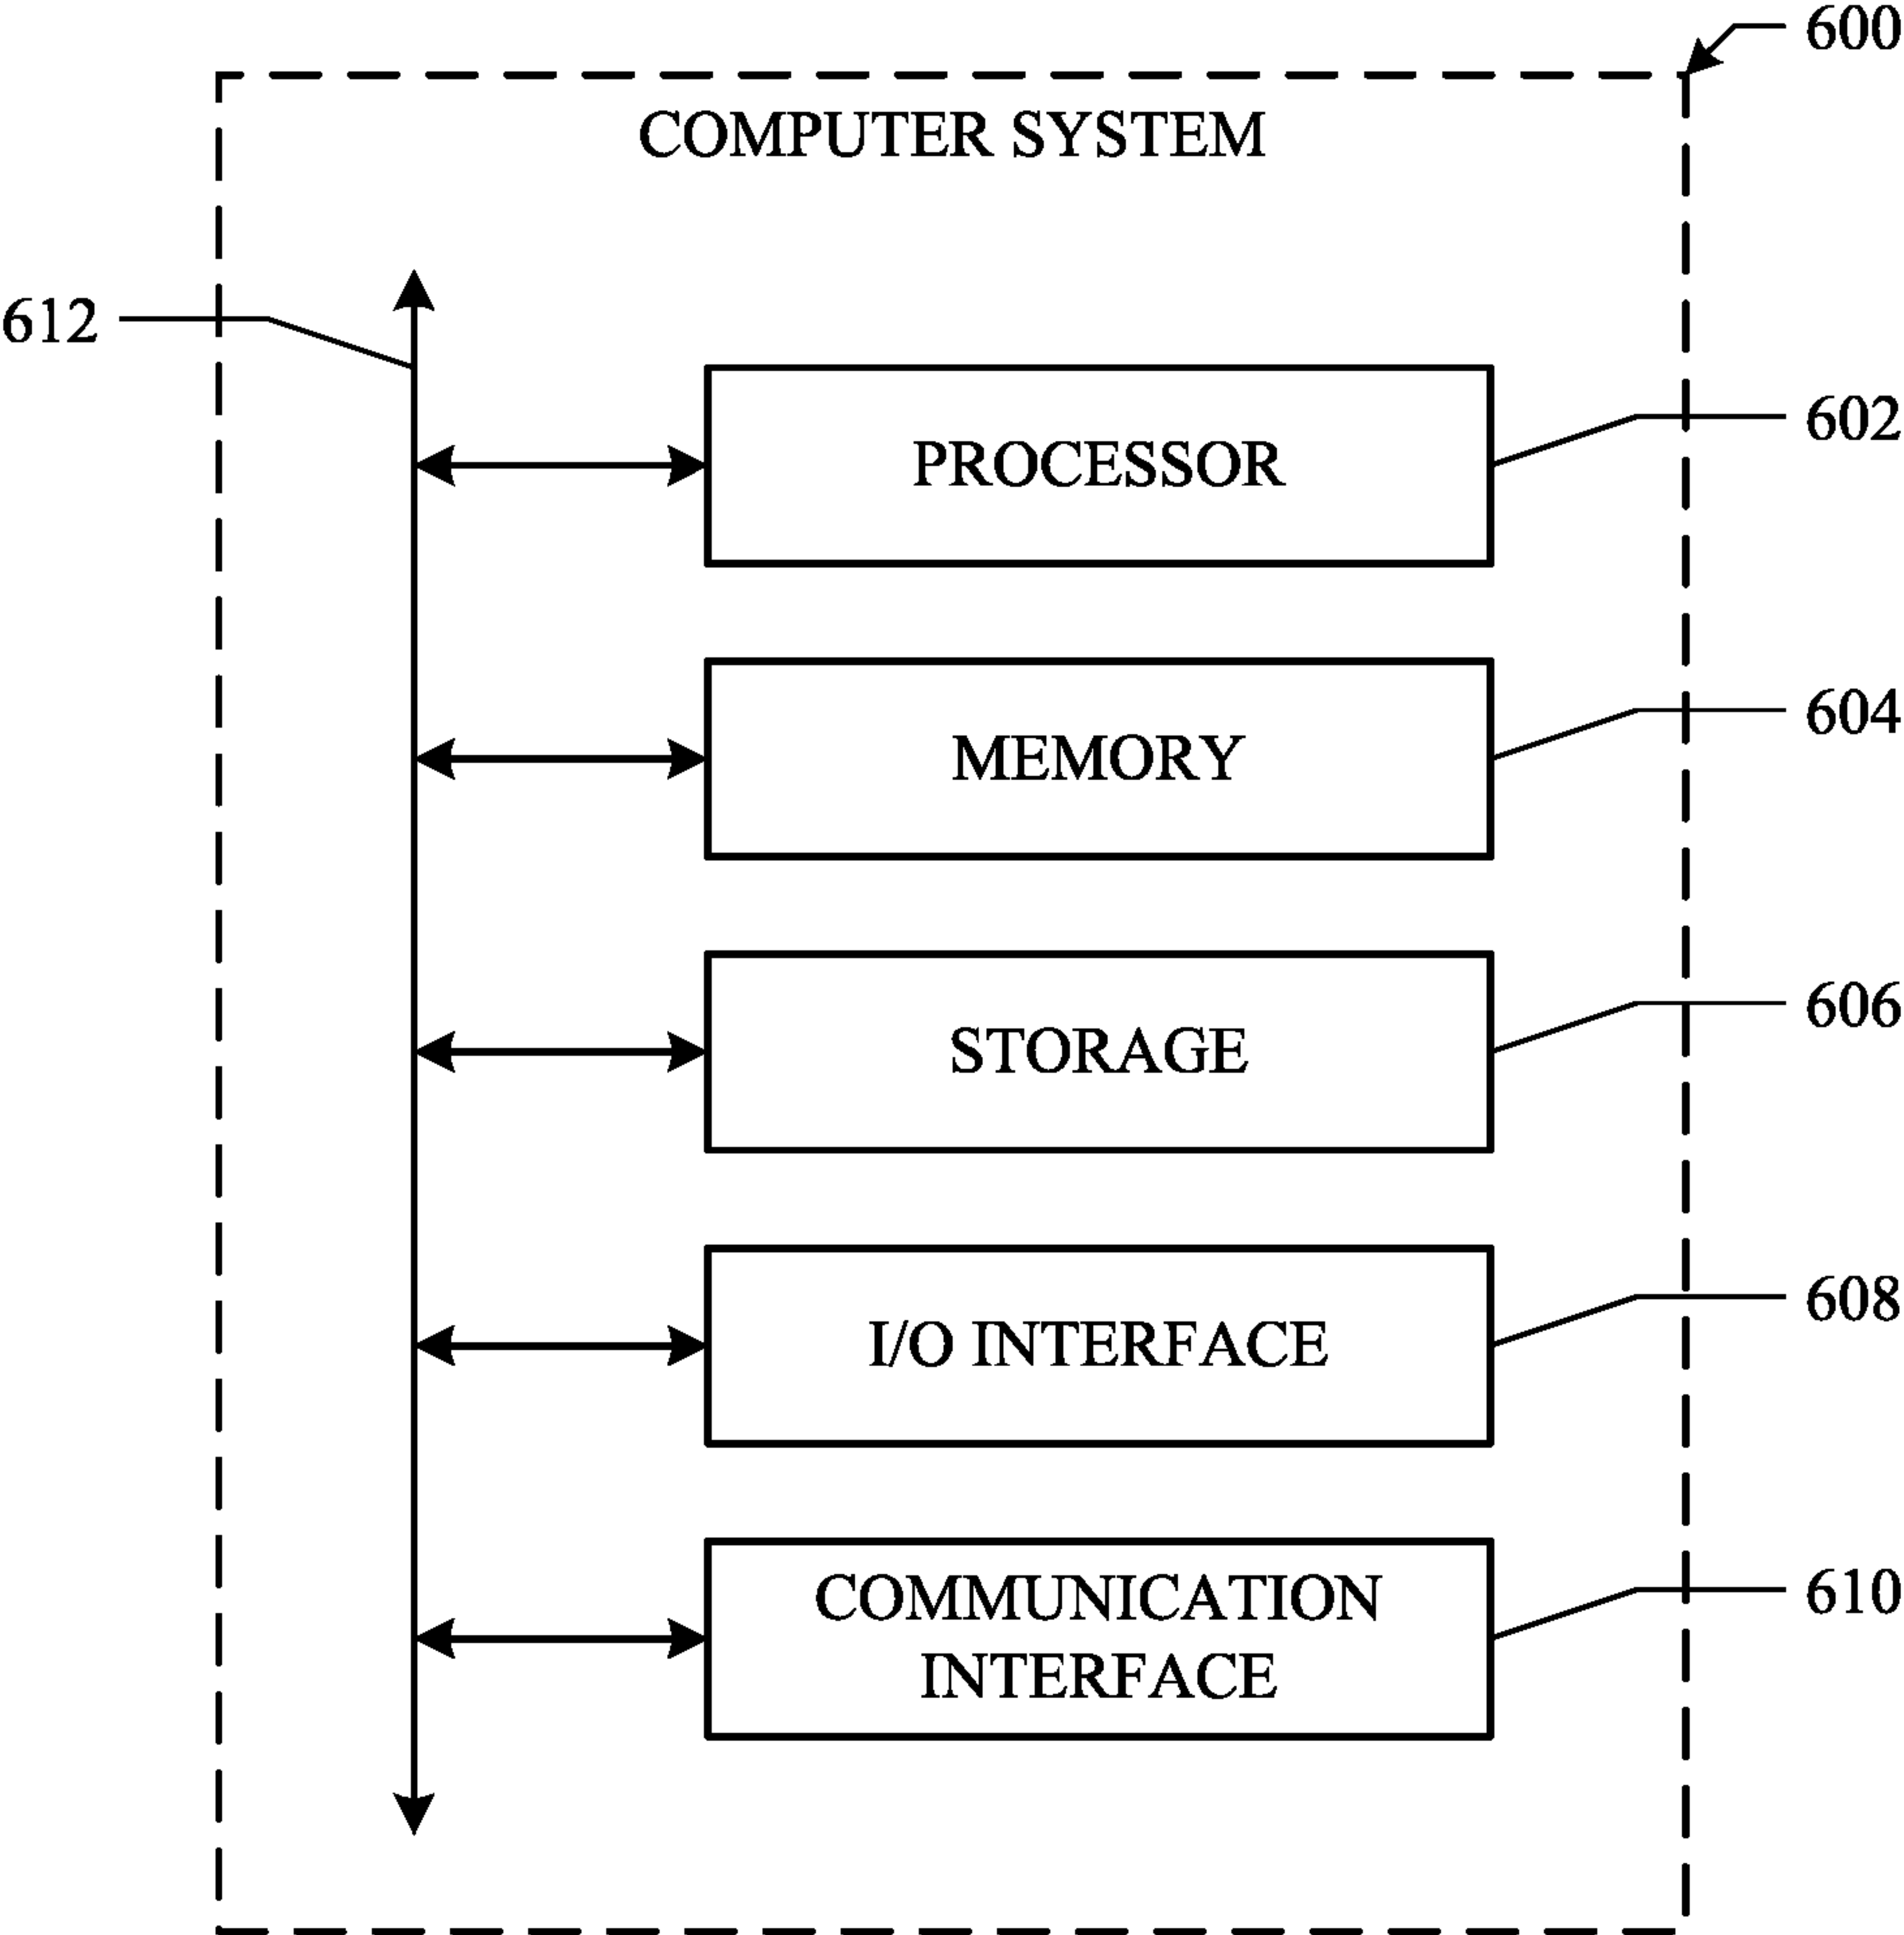 600
COMPUTER SYSTEM
612
PROCESSOR
602
MEMORY
604
STORAGE
606
I/O INTERFACE
608
COMMUNICATION
INTERFACE
610